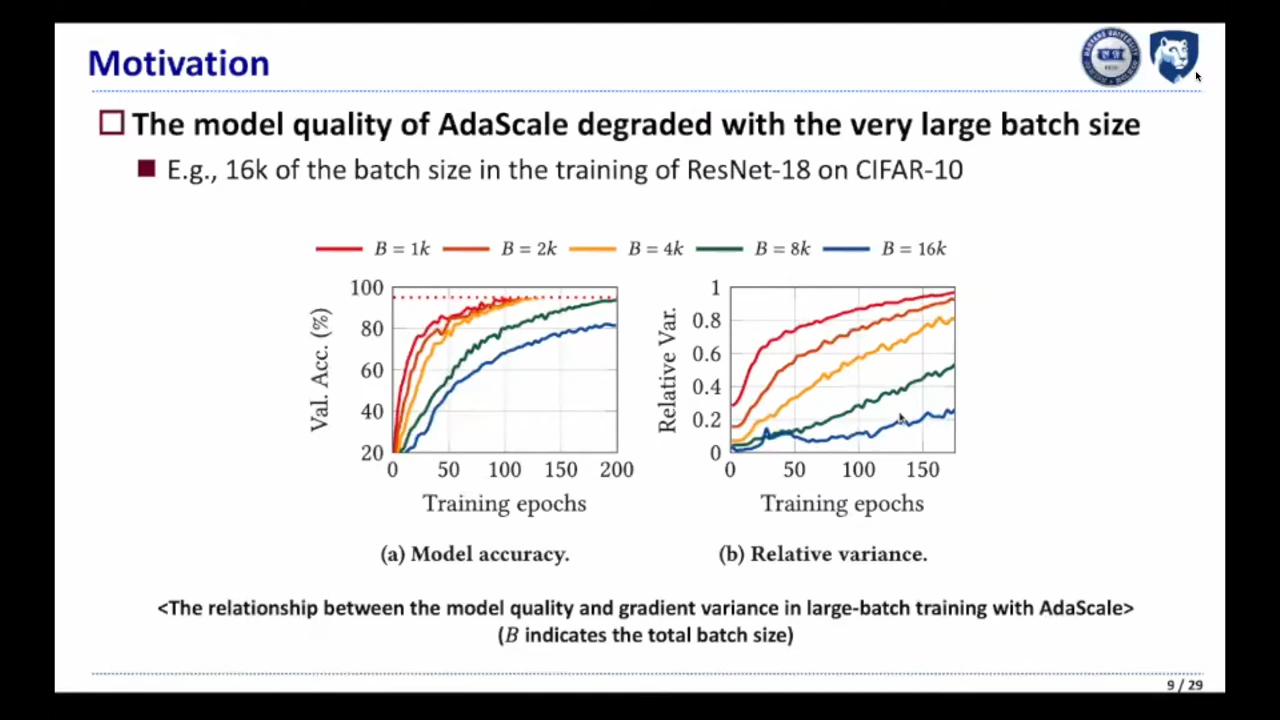 Motivation
The model quality of AdaScale degraded with the very large batch size
E.g., 16k of the batch size in the training of ResNet-18 on CIFAR-10
B = 1k B = 2k B = 4k B = 8k B = 16k
100
80
60
40
20
Val. Acc. (%)
0 50 100 150 200
Training epochs
(a) Model accuracy.
1
0.8
0.6
0.4
0.2
0
Relative Var.
0 50 100 150
Training epochs
(b) Relative variance.
<The relationship between the model quality and gradient variance in large-batch training with AdaScale>
(B indicates the total batch size)
9 / 29